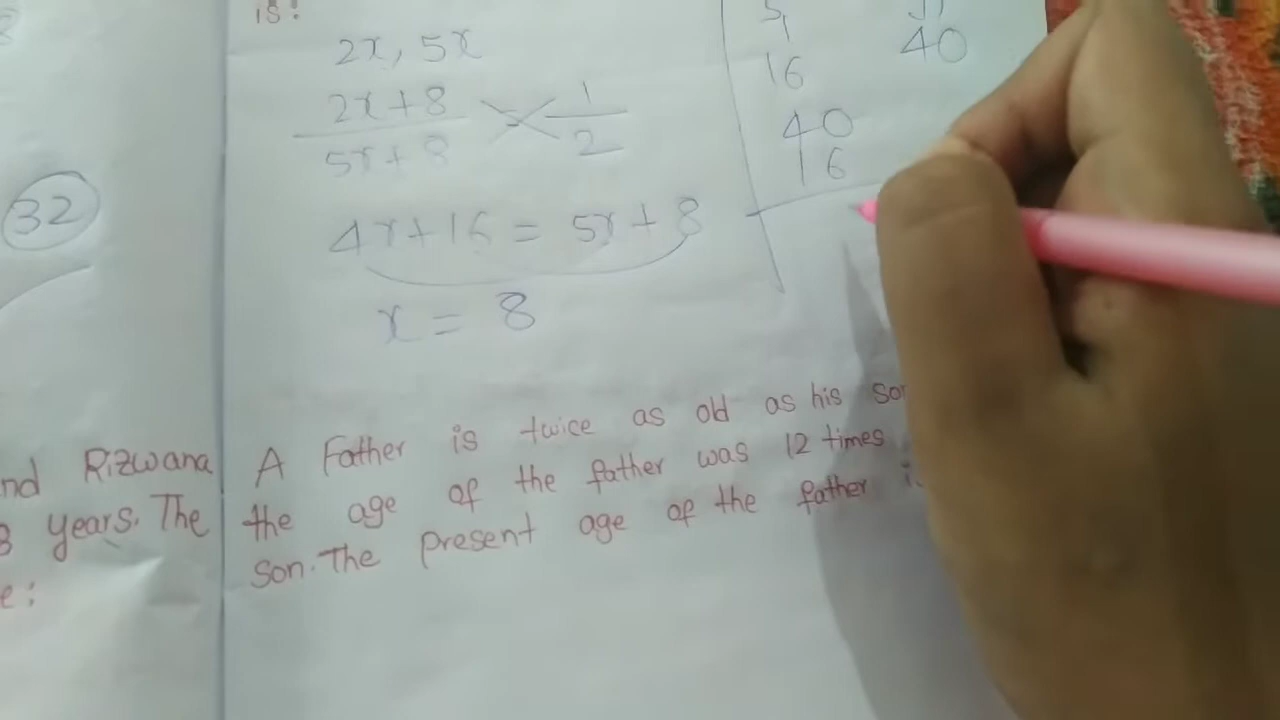 is:
2x, 5x
2x+8
5x+8
1
2
4x+16 = 5x+8
x = 8
16
40
40
16
32
nd Rizwana
3 years. The
e:
A Father is twice as old as his
the age of the father was 12 times
son. The present age of the father